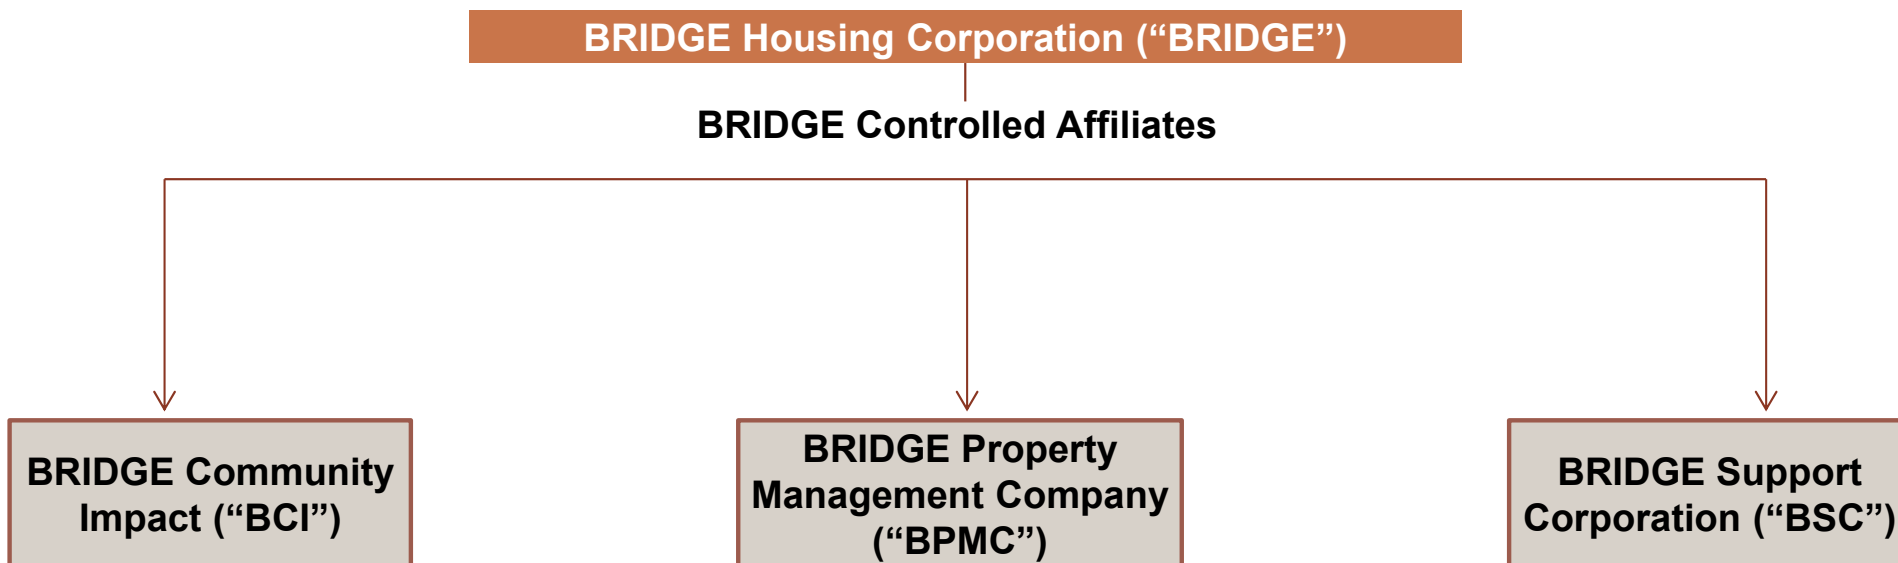 BRIDGE Housing Corporation (“BRIDGE”)
BRIDGE Controlled Affiliates
BRIDGE Community
Impact (“BCI”)
BRIDGE Property
Management Company
(“BPMC”)
BRIDGE Support
Corporation (“BSC”)